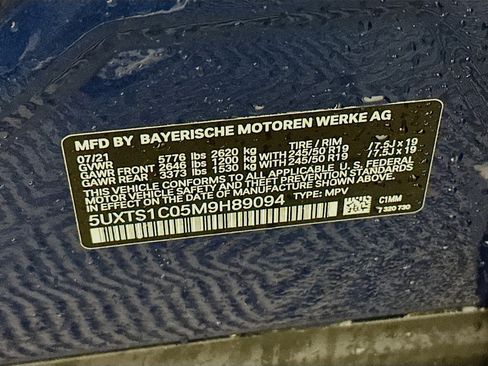 MFD BY BAYERISCHE MOTOREN WERKE AG
07/21 TIRE / RIM
GVWR 5776 lbs 2620 kg
GAWR FRONT 2646 lbs 1200 kg WITH 245/50 R19 7.5J x 19
GAWR REAR 3373 lbs 1530 kg WITH 245/50 R19 7.5J x 19
THIS VEHICLE CONFORMS TO ALL APPLICABLE U.S. FEDERAL
MOTOR VEHICLE SAFETY AND THEFT PREVENTION STANDARDS
IN EFFECT ON THE DATE OF MANUFACTURE SHOWN ABOVE.
5UXTS1C05M9H89094 TYPE: MPV
C1MM
7 320 730